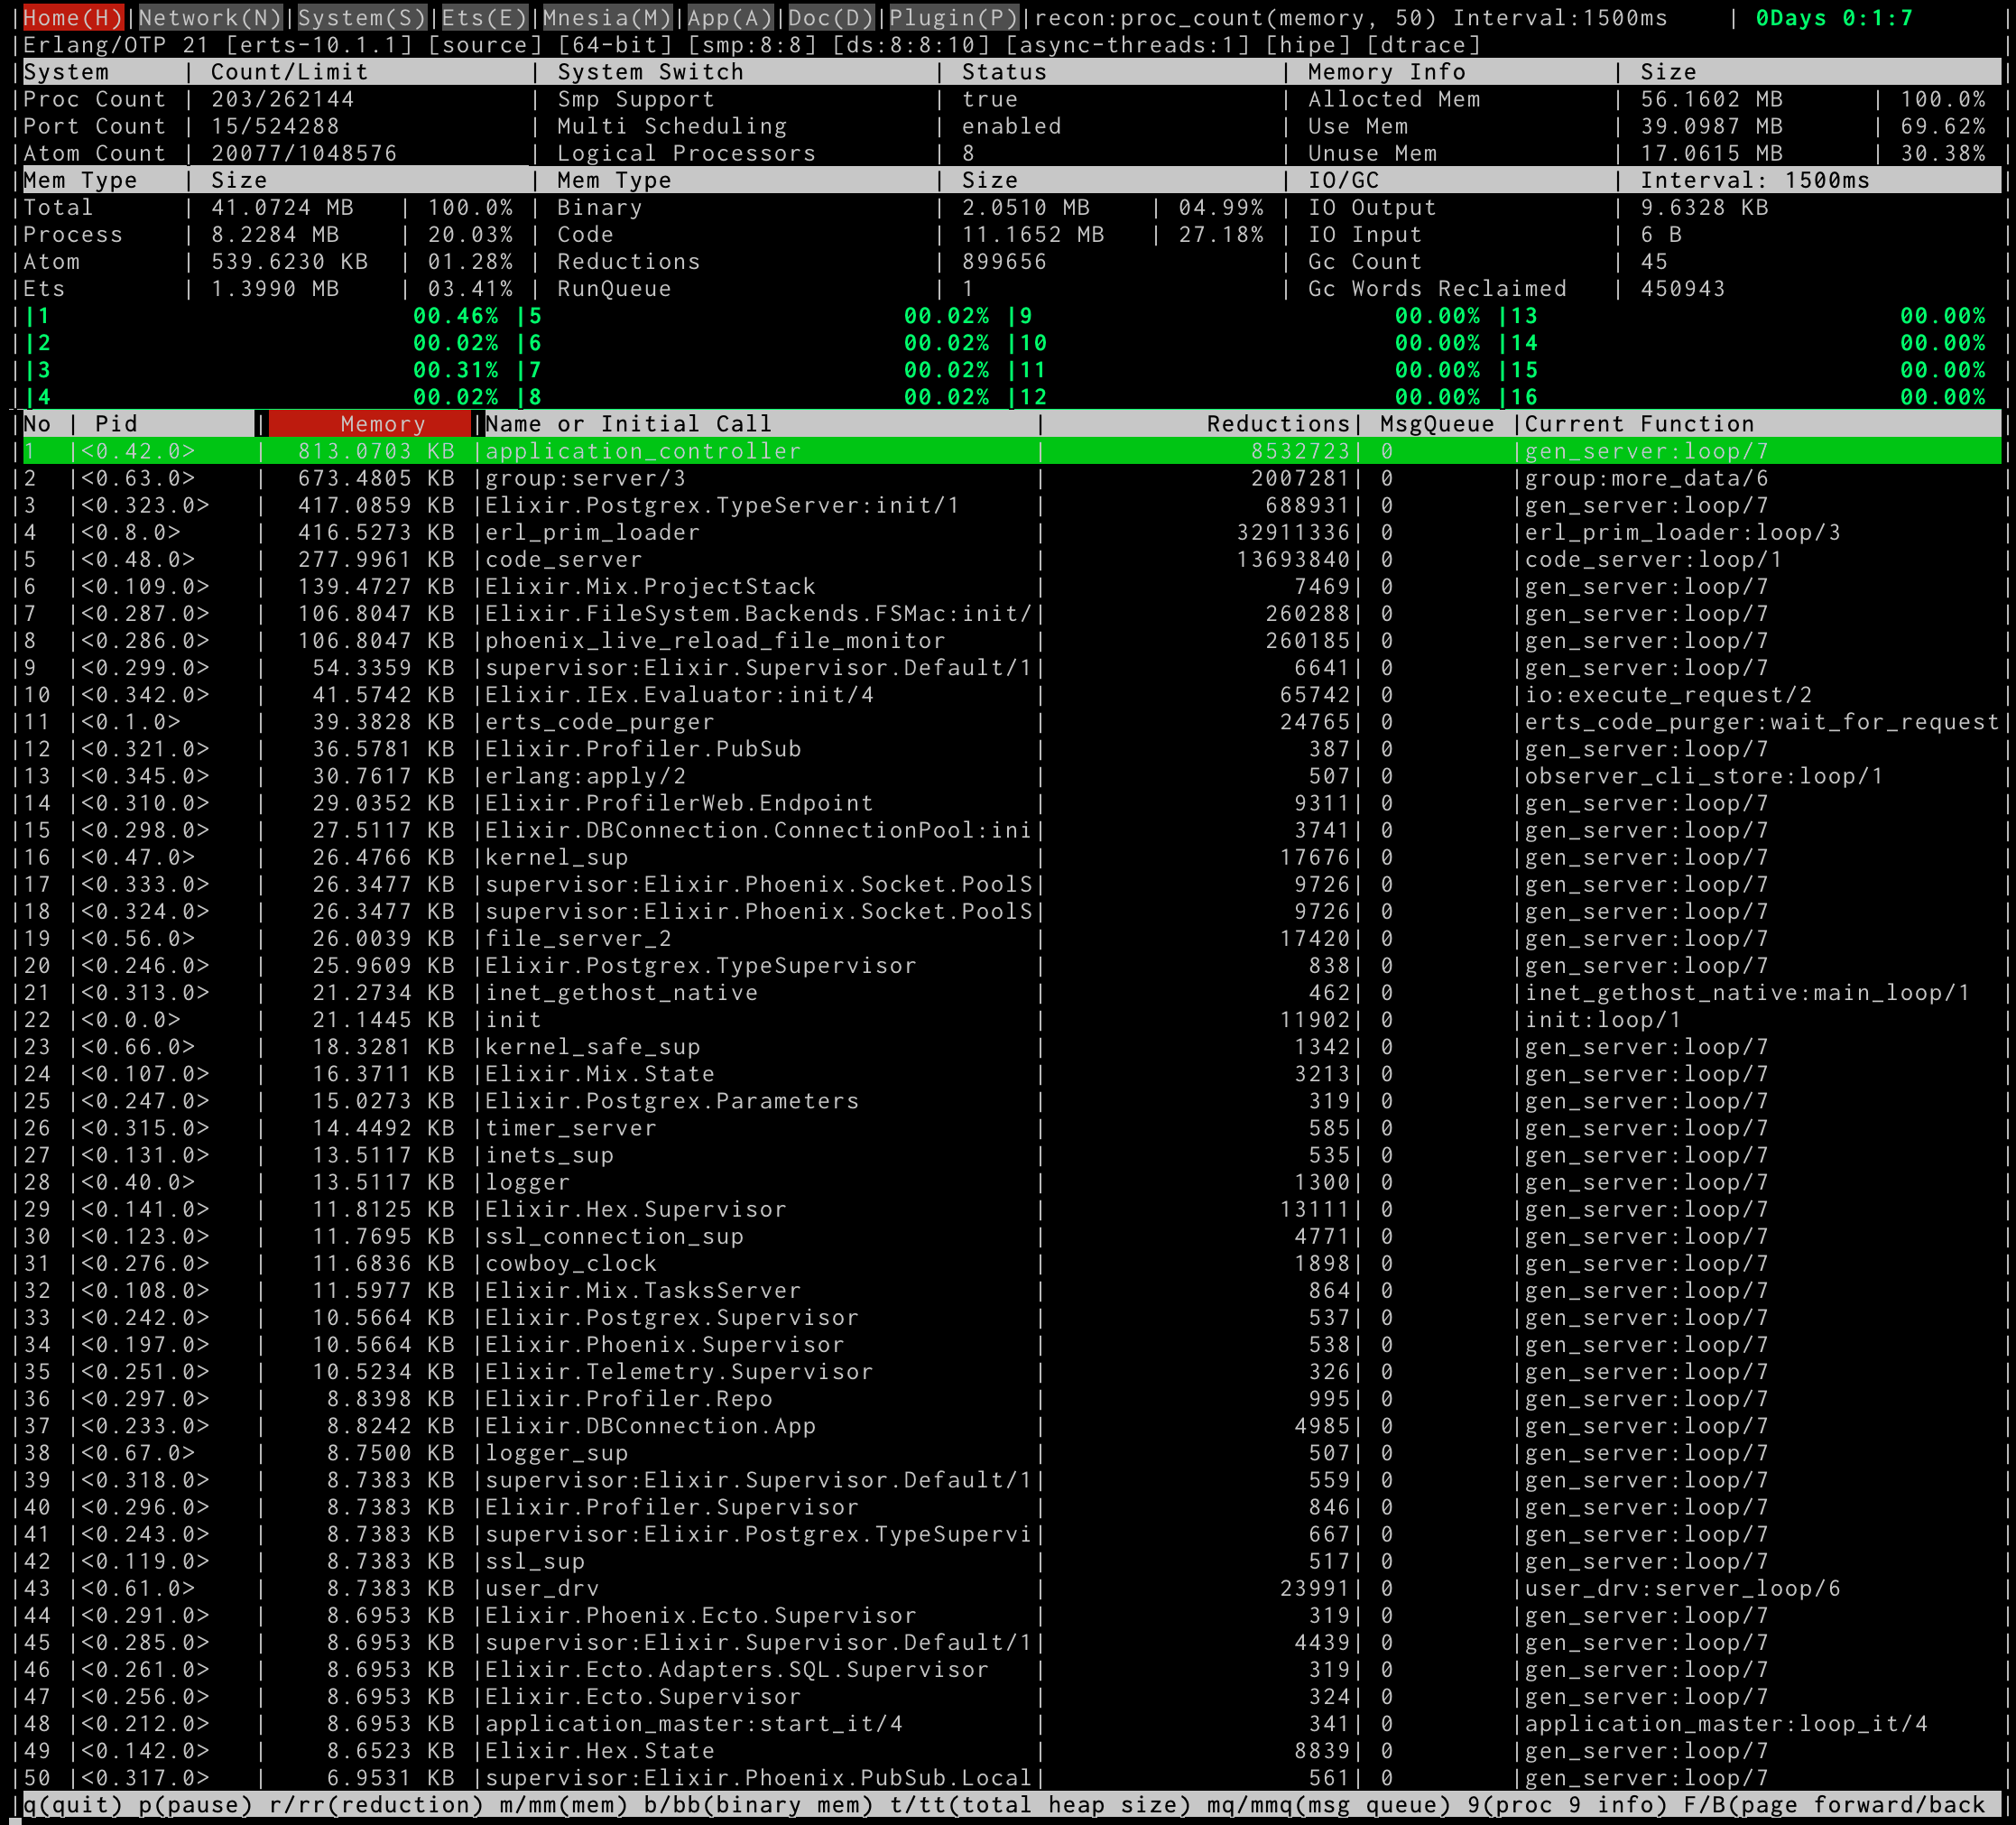 |Home(H)|Network(N)|System(S)|Ets(E)|Mnesia(M)|App(A)|Doc(D)|Plugin(P)|recon:proc_count(memory, 50) Interval:1500ms | 0Days 0:1:7 |
|Erlang/OTP 21 [erts-10.1.1] [source] [64-bit] [smp:8:8] [ds:8:8:10] [async-threads:1] [hipe] [dtrace] |
|System | Count/Limit | System Switch | Status | Memory Info | Size |
|Proc Count | 203/262144 | Smp Support | true | Allocted Mem | 56.1602 MB | 100.0% |
|Port Count | 15/524288 | Multi Scheduling | enabled | Use Mem | 39.0987 MB | 69.62% |
|Atom Count | 20077/1048576 | Logical Processors | 8 | Unuse Mem | 17.0615 MB | 30.38% |
|Mem Type | Size | Mem Type | Size | IO/GC | Interval: 1500ms |
|Total | 41.0724 MB | 100.0% | Binary | 2.0510 MB | 04.99% | IO Output | 9.6328 KB |
|Process | 8.2284 MB | 20.03% | Code | 11.1652 MB | 27.18% | IO Input | 6 B |
|Atom | 539.6230 KB | 01.28% | Reductions | 899656 | Gc Count | 45 |
|Ets | 1.3990 MB | 03.41% | RunQueue | 1 | Gc Words Reclaimed | 450943 |
||1 00.46% |5 00.02% |9 00.00% |13 00.00% |
||2 00.02% |6 00.02% |10 00.00% |14 00.00% |
||3 00.31% |7 00.02% |11 00.00% |15 00.00% |
||4 00.02% |8 00.02% |12 00.00% |16 00.00% |
|No | Pid | Memory |Name or Initial Call | Reductions| MsgQueue |Current Function |
|1 |<0.42.0> | 813.0703 KB |application_controller | 8532723| 0 |gen_server:loop/7 |
|2 |<0.63.0> | 673.4805 KB |group:server/3 | 2007281| 0 |group:more_data/6 |
|3 |<0.323.0> | 417.0859 KB |Elixir.Postgrex.TypeServer:init/1 | 688931| 0 |gen_server:loop/7 |
|4 |<0.8.0> | 416.5273 KB |erl_prim_loader | 32911336| 0 |erl_prim_loader:loop/3 |
|5 |<0.48.0> | 277.9961 KB |code_server | 13693840| 0 |code_server:loop/1 |
|6 |<0.109.0> | 139.4727 KB |Elixir.Mix.ProjectStack | 7469| 0 |gen_server:loop/7 |
|7 |<0.287.0> | 106.8047 KB |Elixir.FileSystem.Backends.FSMac:init/| 260288| 0 |gen_server:loop/7 |
|8 |<0.286.0> | 106.8047 KB |phoenix_live_reload_file_monitor | 260185| 0 |gen_server:loop/7 |
|9 |<0.299.0> | 54.3359 KB |supervisor:Elixir.Supervisor.Default/1| 6641| 0 |gen_server:loop/7 |
|10 |<0.342.0> | 41.5742 KB |Elixir.IEx.Evaluator:init/4 | 65742| 0 |io:execute_request/2 |
|11 |<0.1.0> | 39.3828 KB |erts_code_purger | 24765| 0 |erts_code_purger:wait_for_request|
|12 |<0.321.0> | 36.5781 KB |Elixir.Profiler.PubSub | 387| 0 |gen_server:loop/7 |
|13 |<0.345.0> | 30.7617 KB |erlang:apply/2 | 507| 0 |observer_cli_store:loop/1 |
|14 |<0.310.0> | 29.0352 KB |Elixir.ProfilerWeb.Endpoint | 9311| 0 |gen_server:loop/7 |
|15 |<0.298.0> | 27.5117 KB |Elixir.DBConnection.ConnectionPool:ini| 3741| 0 |gen_server:loop/7 |
|16 |<0.47.0> | 26.4766 KB |kernel_sup | 17676| 0 |gen_server:loop/7 |
|17 |<0.333.0> | 26.3477 KB |supervisor:Elixir.Phoenix.Socket.PoolS| 9726| 0 |gen_server:loop/7 |
|18 |<0.324.0> | 26.3477 KB |supervisor:Elixir.Phoenix.Socket.PoolS| 9726| 0 |gen_server:loop/7 |
|19 |<0.56.0> | 26.0039 KB |file_server_2 | 17420| 0 |gen_server:loop/7 |
|20 |<0.246.0> | 25.9609 KB |Elixir.Postgrex.TypeSupervisor | 838| 0 |gen_server:loop/7 |
|21 |<0.313.0> | 21.2734 KB |inet_gethost_native | 462| 0 |inet_gethost_native:main_loop/1 |
|22 |<0.0.0> | 21.1445 KB |init | 11902| 0 |init:loop/1 |
|23 |<0.66.0> | 18.3281 KB |kernel_safe_sup | 1342| 0 |gen_server:loop/7 |
|24 |<0.107.0> | 16.3711 KB |Elixir.Mix.State | 3213| 0 |gen_server:loop/7 |
|25 |<0.247.0> | 15.0273 KB |Elixir.Postgrex.Parameters | 319| 0 |gen_server:loop/7 |
|26 |<0.315.0> | 14.4492 KB |timer_server | 585| 0 |gen_server:loop/7 |
|27 |<0.131.0> | 13.5117 KB |inets_sup | 535| 0 |gen_server:loop/7 |
|28 |<0.40.0> | 13.5117 KB |logger | 1300| 0 |gen_server:loop/7 |
|29 |<0.141.0> | 11.8125 KB |Elixir.Hex.Supervisor | 13111| 0 |gen_server:loop/7 |
|30 |<0.123.0> | 11.7695 KB |ssl_connection_sup | 4771| 0 |gen_server:loop/7 |
|31 |<0.276.0> | 11.6836 KB |cowboy_clock | 1898| 0 |gen_server:loop/7 |
|32 |<0.108.0> | 11.5977 KB |Elixir.Mix.TasksServer | 864| 0 |gen_server:loop/7 |
|33 |<0.242.0> | 10.5664 KB |Elixir.Postgrex.Supervisor | 537| 0 |gen_server:loop/7 |
|34 |<0.197.0> | 10.5664 KB |Elixir.Phoenix.Supervisor | 538| 0 |gen_server:loop/7 |
|35 |<0.251.0> | 10.5234 KB |Elixir.Telemetry.Supervisor | 326| 0 |gen_server:loop/7 |
|36 |<0.297.0> | 8.8398 KB |Elixir.Profiler.Repo | 995| 0 |gen_server:loop/7 |
|37 |<0.233.0> | 8.8242 KB |Elixir.DBConnection.App | 4985| 0 |gen_server:loop/7 |
|38 |<0.67.0> | 8.7500 KB |logger_sup | 507| 0 |gen_server:loop/7 |
|39 |<0.318.0> | 8.7383 KB |supervisor:Elixir.Supervisor.Default/1| 559| 0 |gen_server:loop/7 |
|40 |<0.296.0> | 8.7383 KB |Elixir.Profiler.Supervisor | 846| 0 |gen_server:loop/7 |
|41 |<0.243.0> | 8.7383 KB |supervisor:Elixir.Postgrex.TypeSupervi| 667| 0 |gen_server:loop/7 |
|42 |<0.119.0> | 8.7383 KB |ssl_sup | 517| 0 |gen_server:loop/7 |
|43 |<0.61.0> | 8.7383 KB |user_drv | 23991| 0 |user_drv:server_loop/6 |
|44 |<0.291.0> | 8.6953 KB |Elixir.Phoenix.Ecto.Supervisor | 319| 0 |gen_server:loop/7 |
|45 |<0.285.0> | 8.6953 KB |supervisor:Elixir.Supervisor.Default/1| 4439| 0 |gen_server:loop/7 |
|46 |<0.261.0> | 8.6953 KB |Elixir.Ecto.Adapters.SQL.Supervisor | 319| 0 |gen_server:loop/7 |
|47 |<0.256.0> | 8.6953 KB |Elixir.Ecto.Supervisor | 324| 0 |gen_server:loop/7 |
|48 |<0.212.0> | 8.6953 KB |application_master:start_it/4 | 341| 0 |application_master:loop_it/4 |
|49 |<0.142.0> | 8.6523 KB |Elixir.Hex.State | 8839| 0 |gen_server:loop/7 |
|50 |<0.317.0> | 6.9531 KB |supervisor:Elixir.Phoenix.PubSub.Local| 561| 0 |gen_server:loop/7 |
|q(quit) p(pause) r/rr(reduction) m/mm(mem) b/bb(binary mem) t/tt(total heap size) mq/mmq(msg queue) 9(proc 9 info) F/B(page forward/back |